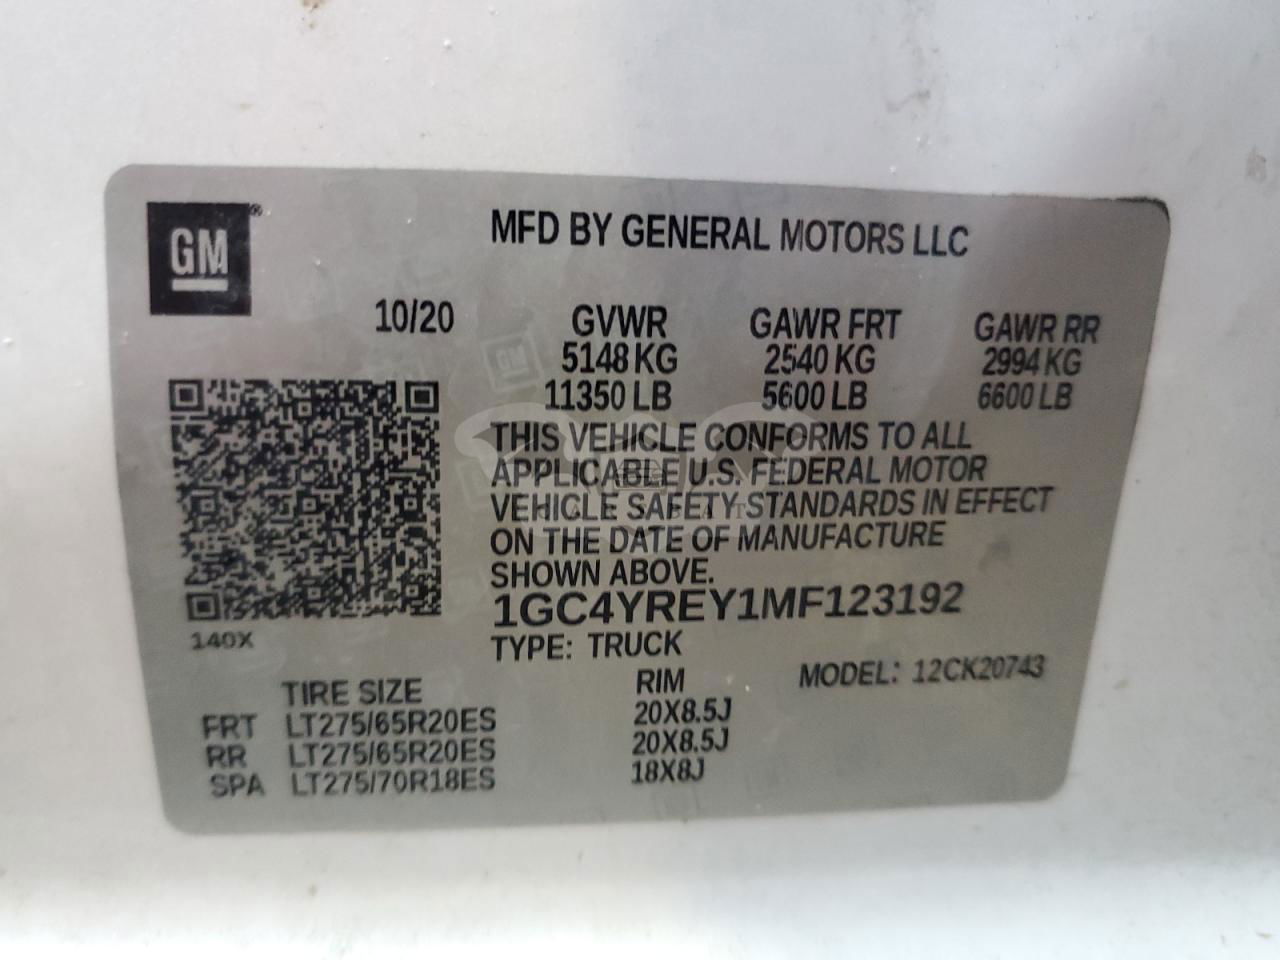 GM®
MFD BY GENERAL MOTORS LLC
10/20 GVWR GAWR FRT GAWR RR
5148 KG 2540 KG 2994 KG
11350 LB 5600 LB 6600 LB
THIS VEHICLE CONFORMS TO ALL
APPLICABLE U.S. FEDERAL MOTOR
VEHICLE SAFETY STANDARDS IN EFFECT
ON THE DATE OF MANUFACTURE
SHOWN ABOVE.
1GC4YREY1MF123192
140X
TYPE: TRUCK
TIRE SIZE RIM MODEL: 12CK20743
FRT LT275/65R20ES 20X8.5J
RR LT275/65R20ES 20X8.5J
SPA LT275/70R18ES 18X8J